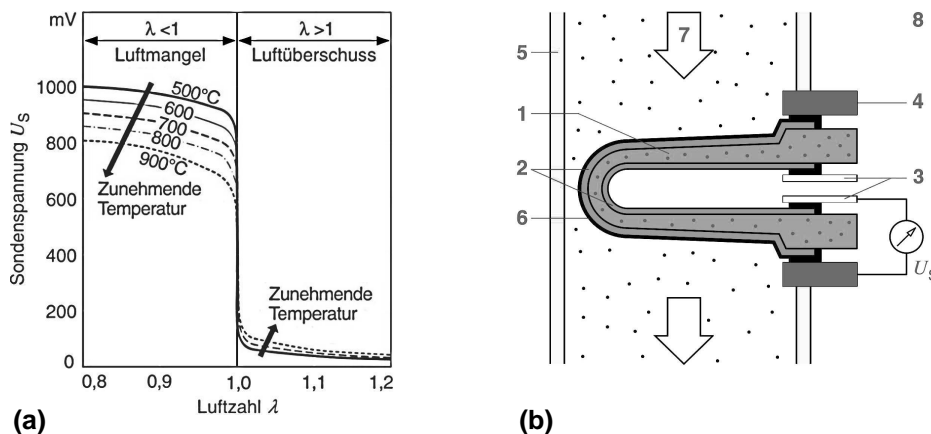 mV
1000
800
600
400
200
0
Sondenspannung U_S
λ <1
Luftmangel
λ >1
Luftüberschuss
500°C
600
700
800
900°C
Zunehmende
Temperatur
Zunehmende
Temperatur
0,8
0,9
1,0
1,1
1,2
Luftzahl λ
(a)
5
7
8
1
4
2
3
6
U_S
(b)